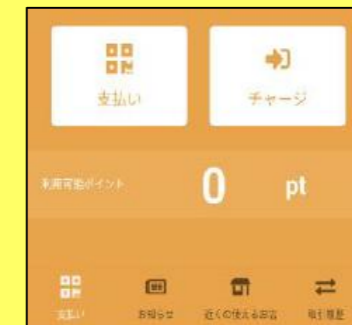 支払い
チャージ
利用可能ポイント
0 pt
支払い
お知らせ
近くの使えるお店
取引履歴